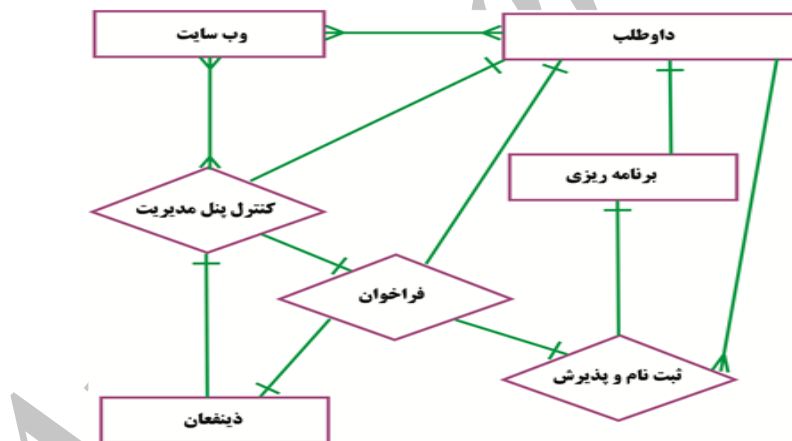 داوطلب
وب سایت
برنامه ریزی
کنترل پنل مدیریت
فراخوان
ثبت نام و پذیرش
ذینفعان